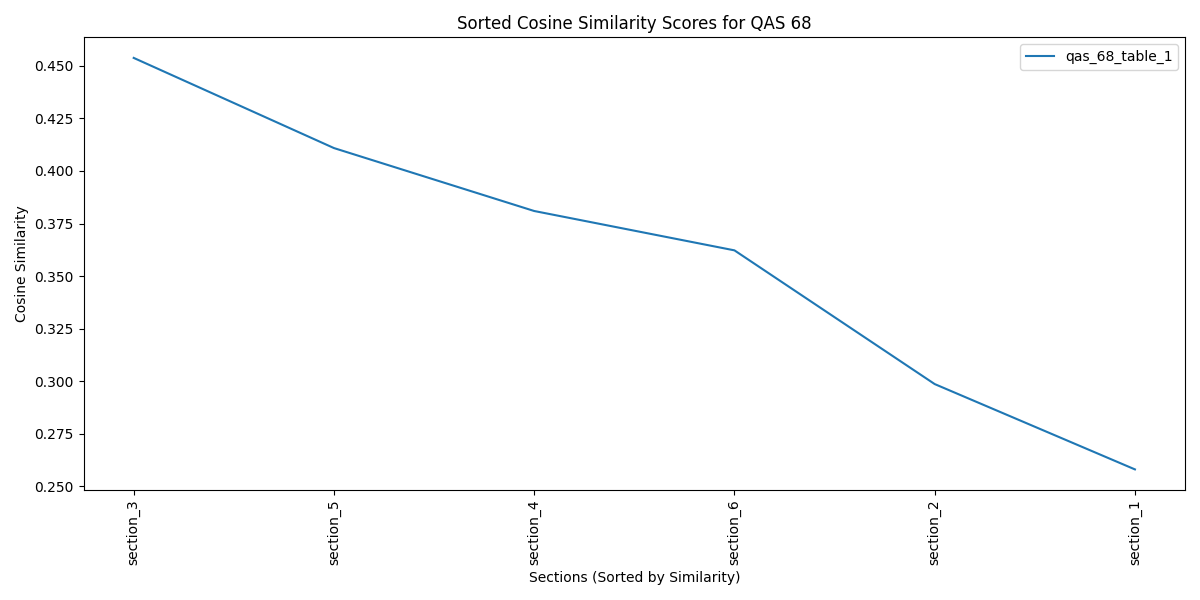 Sorted Cosine Similarity Scores for QAS 68
qas_68_table_1
Cosine Similarity
0.450
0.425
0.400
0.375
0.350
0.325
0.300
0.275
0.250
section_3
section_5
section_4
section_6
section_2
section_1
Sections (Sorted by Similarity)